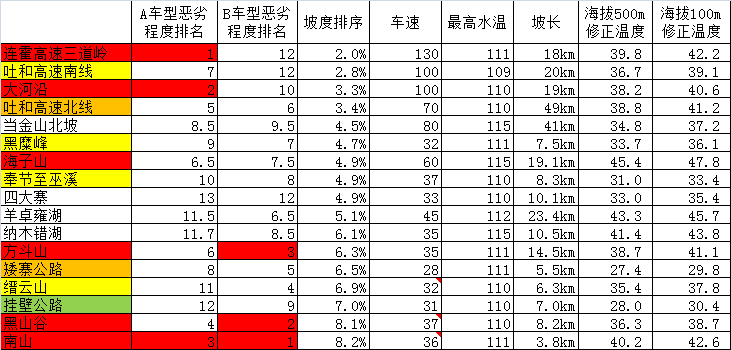 A车型恶劣程度排名 B车型恶劣程度排名 坡度排序 车速 最高水温 坡长 海拔500m修正温度 海拔100m修正温度
连霍高速三道岭 1 12 2.0% 130 111 18km 39.8 42.2
吐和高速南线 7 12 2.8% 100 109 20km 36.7 39.1
大河沿 2 10 3.3% 100 110 19km 38.2 40.6
吐和高速北线 5 6 3.4% 70 110 49km 38.8 41.2
当金山北坡 8.5 9.5 4.5% 80 115 41km 34.8 37.2
黑麋峰 9 7 4.7% 32 111 7.5km 33.7 36.1
海子山 6.5 7.5 4.9% 60 115 19.1km 45.4 47.8
奉节至巫溪 10 8 4.9% 37 110 8.3km 31.0 33.4
四大寨 13 12 4.9% 33 110 10.1km 33.0 35.4
羊卓雍湖 11.5 6.5 5.1% 45 112 23.4km 43.3 45.7
纳木错湖 11.7 8.5 6.1% 35 115 10.5km 41.4 43.8
方斗山 6 3 6.3% 35 111 14.5km 38.7 41.1
矮寨公路 8 5 6.5% 28 111 5.5km 27.4 29.8
缙云山 11 4 6.9% 32 110 6.3km 35.4 37.8
挂壁公路 12 9 7.0% 31 110 7.0km 28.0 30.4
黑山谷 4 2 8.1% 37 110 8.2km 36.3 38.7
南山 3 1 8.2% 36 111 3.8km 40.2 42.6